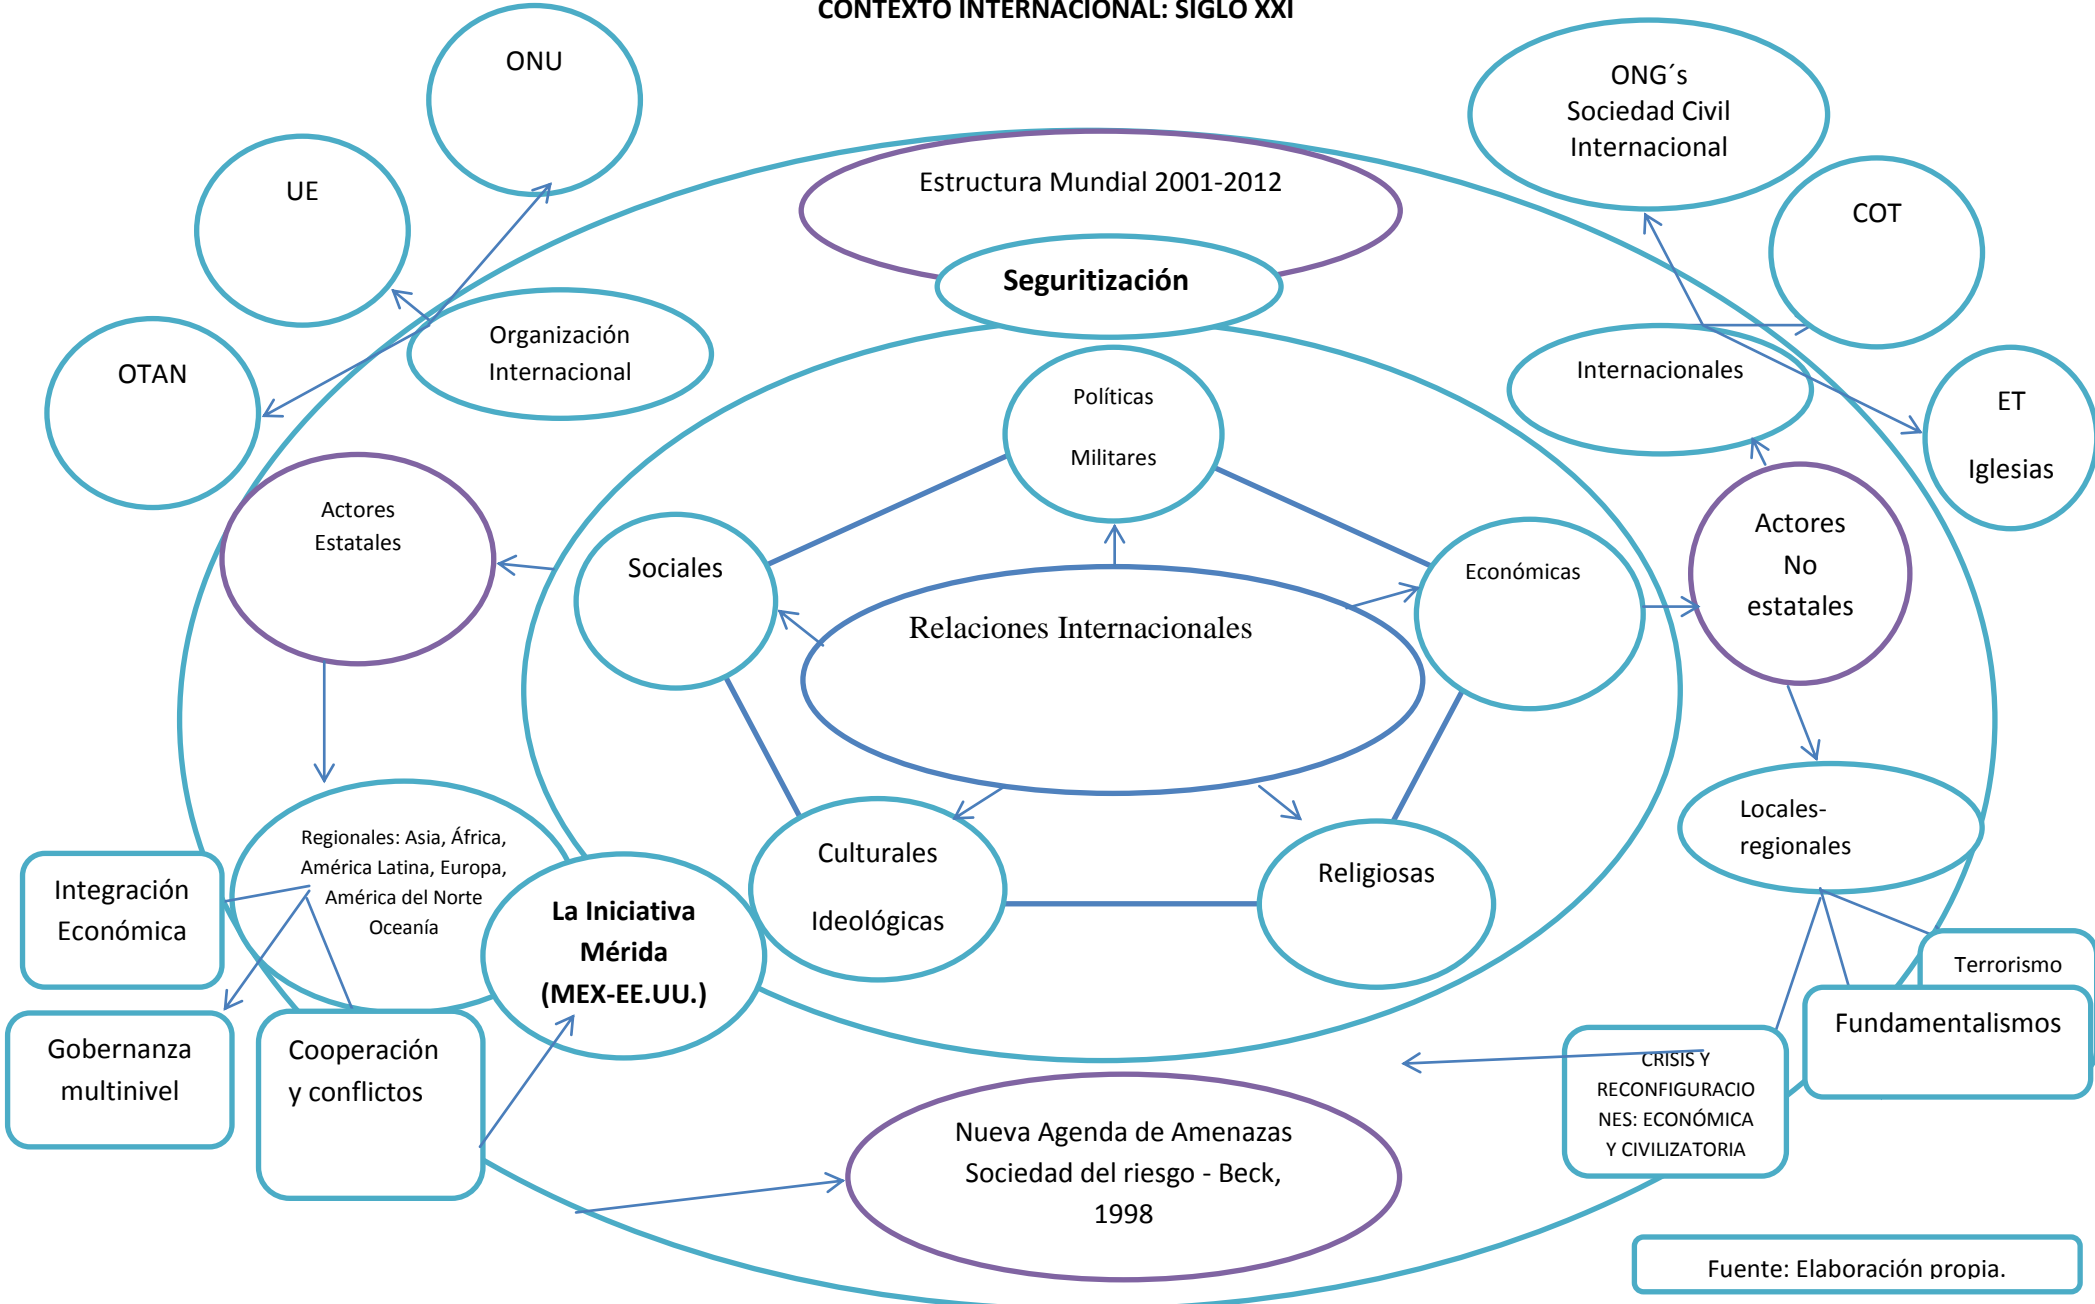 CONTEXTO INTERNACIONAL: SIGLO XXI
ONU
ONG´s
Sociedad Civil
Internacional
UE
Estructura Mundial 2001-2012
COT
Seguritización
Organización
Internacional
Internacionales
OTAN
Políticas
Militares
ET
Iglesias
Actores
Estatales
Actores
No
estatales
Sociales
Económicas
Relaciones Internacionales
Regionales: Asia, África,
América Latina, Europa,
América del Norte
Oceanía
Locales-
regionales
Integración
Económica
La Iniciativa
Mérida
(MEX-EE.UU.)
Culturales
Ideológicas
Religiosas
Terrorismo
Fundamentalismos
Gobernanza
multinivel
Cooperación
y conflictos
CRISIS Y
RECONFIGURACIO
NES: ECONÓMICA
Y CIVILIZATORIA
Nueva Agenda de Amenazas
Sociedad del riesgo - Beck,
1998
Fuente: Elaboración propia.